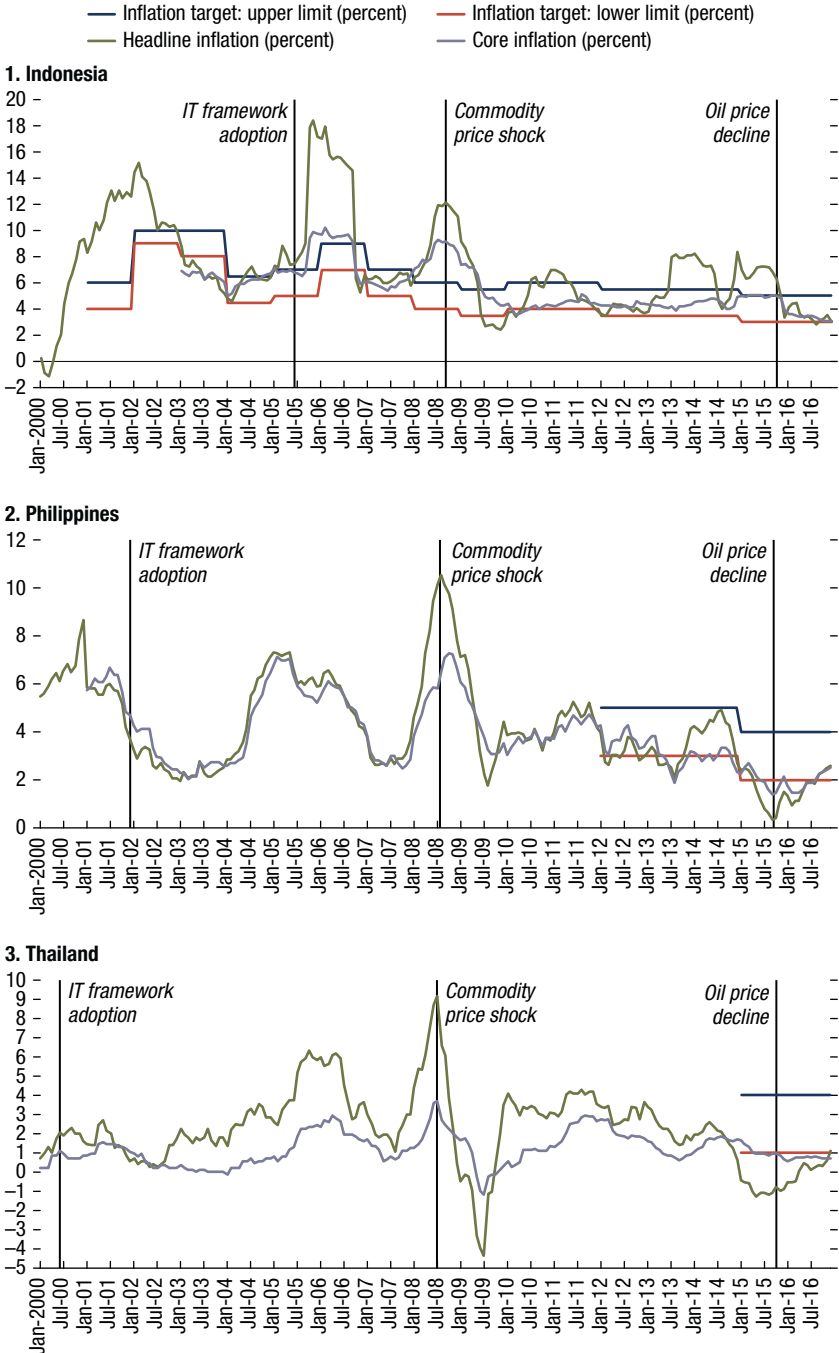 Inflation target: upper limit (percent)
Inflation target: lower limit (percent)
Headline inflation (percent)
Core inflation (percent)
1. Indonesia
20
18
16
14
12
10
8
6
4
2
0
–2
IT framework
adoption
Commodity
price shock
Oil price
decline
Jan-2000
Jul-00
Jan-01
Jul-01
Jan-02
Jul-02
Jan-03
Jul-03
Jan-04
Jul-04
Jan-05
Jul-05
Jan-06
Jul-06
Jan-07
Jul-07
Jan-08
Jul-08
Jan-09
Jul-09
Jan-10
Jul-10
Jan-11
Jul-11
Jan-12
Jul-12
Jan-13
Jul-13
Jan-14
Jul-14
Jan-15
Jul-15
Jan-16
Jul-16
2. Philippines
12
10
8
6
4
2
0
IT framework
adoption
Commodity
price shock
Oil price
decline
Jan-2000
Jul-00
Jan-01
Jul-01
Jan-02
Jul-02
Jan-03
Jul-03
Jan-04
Jul-04
Jan-05
Jul-05
Jan-06
Jul-06
Jan-07
Jul-07
Jan-08
Jul-08
Jan-09
Jul-09
Jan-10
Jul-10
Jan-11
Jul-11
Jan-12
Jul-12
Jan-13
Jul-13
Jan-14
Jul-14
Jan-15
Jul-15
Jan-16
Jul-16
3. Thailand
10
9
8
7
6
5
4
3
2
1
0
–1
–2
–3
–4
–5
IT framework
adoption
Commodity
price shock
Oil price
decline
Jan-2000
Jul-00
Jan-01
Jul-01
Jan-02
Jul-02
Jan-03
Jul-03
Jan-04
Jul-04
Jan-05
Jul-05
Jan-06
Jul-06
Jan-07
Jul-07
Jan-08
Jul-08
Jan-09
Jul-09
Jan-10
Jul-10
Jan-11
Jul-11
Jan-12
Jul-12
Jan-13
Jul-13
Jan-14
Jul-14
Jan-15
Jul-15
Jan-16
Jul-16